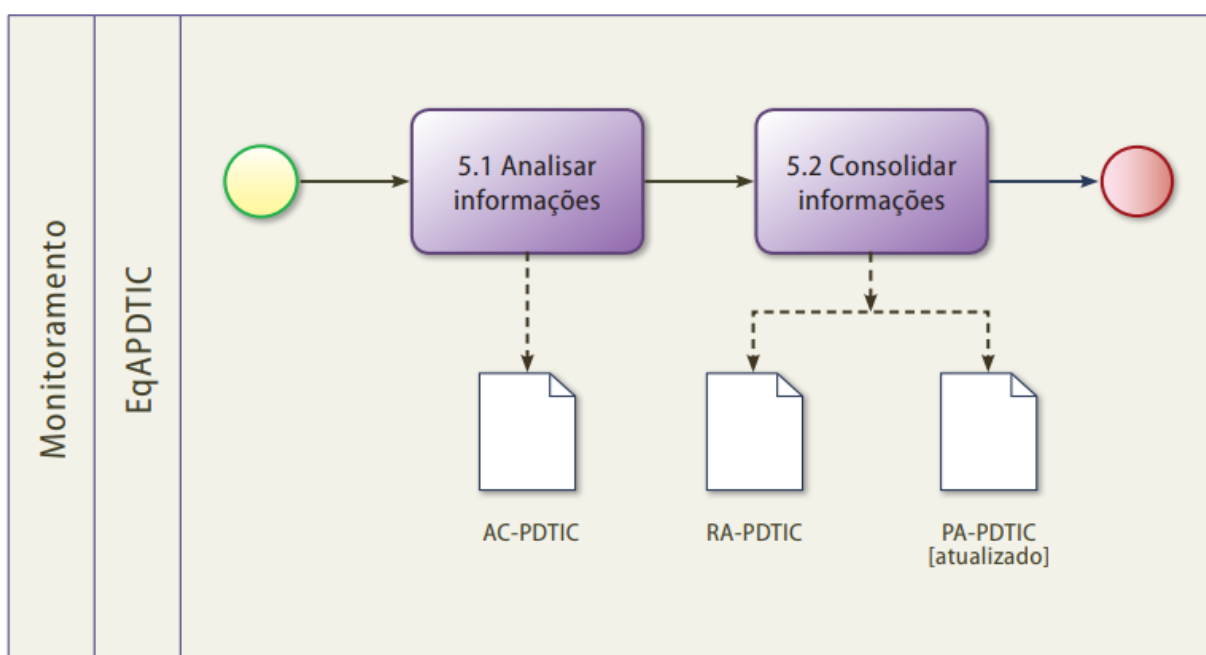 Monitoramento
EqAPDTIC
5.1 Analisar
informações
5.2 Consolidar
informações
AC-PDTIC
RA-PDTIC
PA-PDTIC
[atualizado]